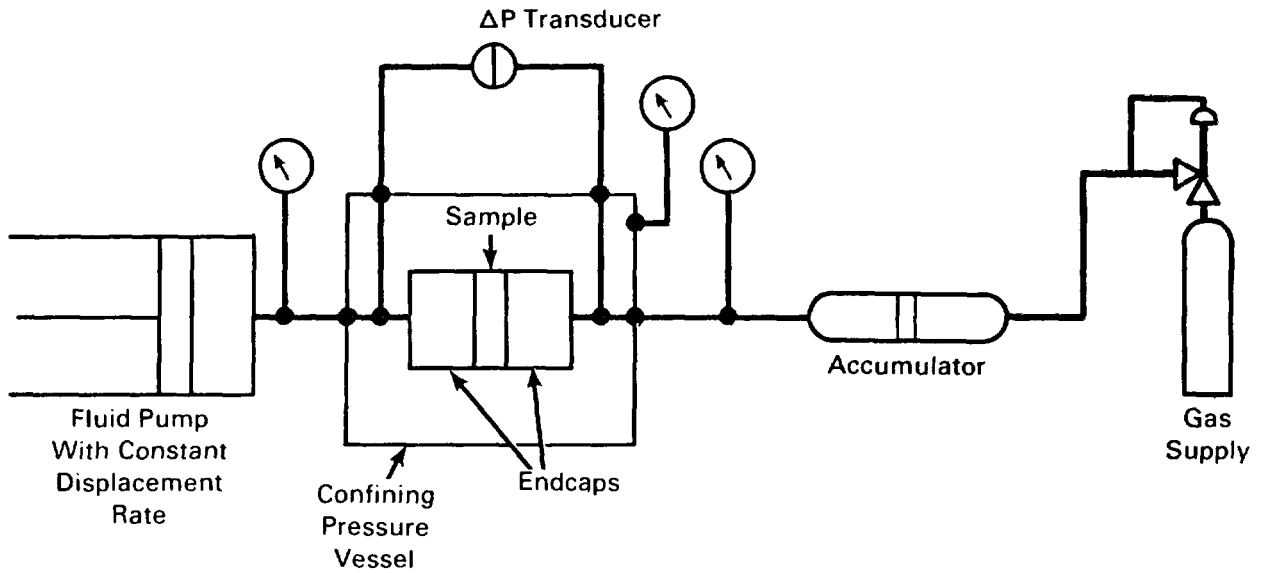 ΔP Transducer
Sample
Accumulator
Fluid Pump
With Constant
Displacement
Rate
Confining
Pressure
Vessel
Endcaps
Gas
Supply